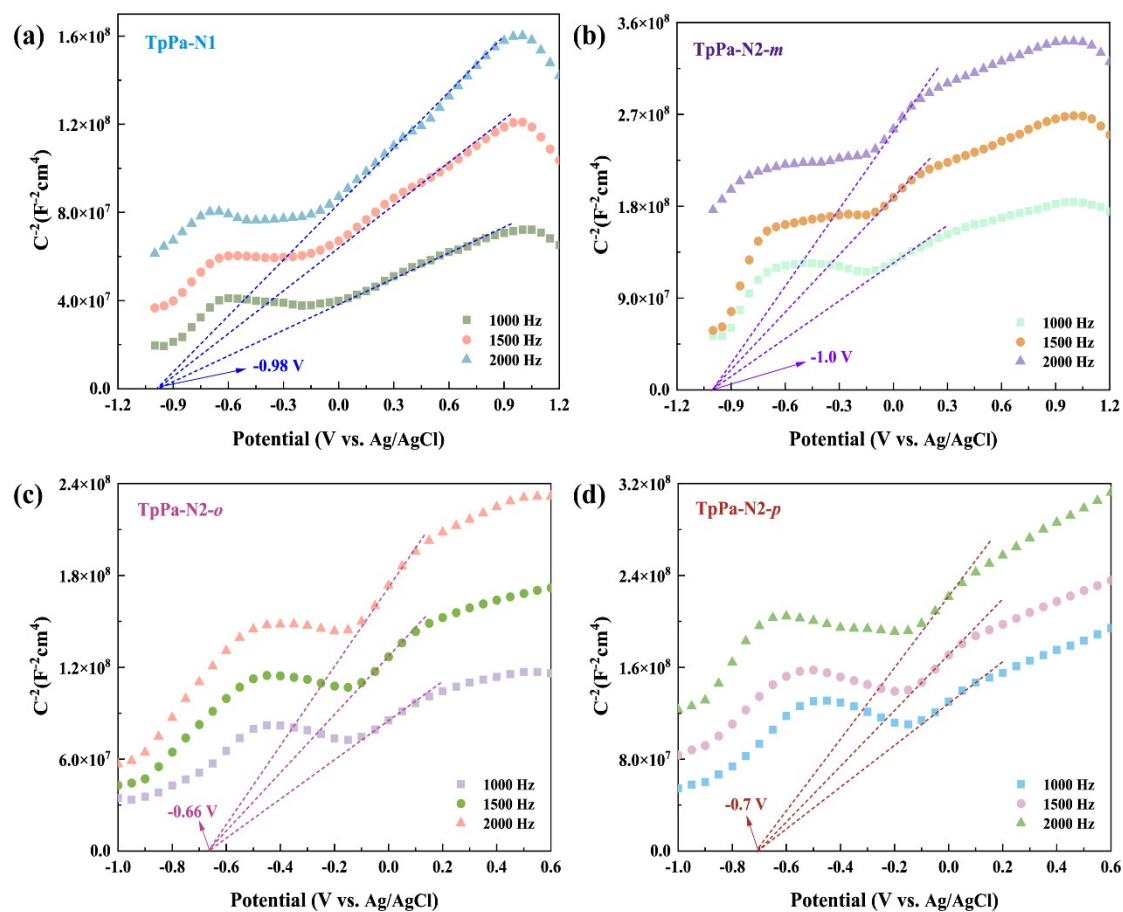 (a)
TpPa-N1
C⁻²(F⁻²cm⁴)
1.6×10⁸
1.2×10⁸
8.0×10⁷
4.0×10⁷
0.0
-0.98 V
1000 Hz
1500 Hz
2000 Hz
-1.2 -0.9 -0.6 -0.3 0.0 0.3 0.6 0.9 1.2
Potential (V vs. Ag/AgCl)
(b)
TpPa-N2-m
C⁻²(F⁻²cm⁴)
3.6×10⁸
2.7×10⁸
1.8×10⁸
9.0×10⁷
0.0
-1.0 V
1000 Hz
1500 Hz
2000 Hz
-1.2 -0.9 -0.6 -0.3 0.0 0.3 0.6 0.9 1.2
Potential (V vs. Ag/AgCl)
(c)
TpPa-N2-o
C⁻²(F⁻²cm⁴)
2.4×10⁸
1.8×10⁸
1.2×10⁸
6.0×10⁷
0.0
-0.66 V
1000 Hz
1500 Hz
2000 Hz
-1.0 -0.8 -0.6 -0.4 -0.2 0.0 0.2 0.4 0.6
Potential (V vs. Ag/AgCl)
(d)
TpPa-N2-p
C⁻²(F⁻²cm⁴)
3.2×10⁸
2.4×10⁸
1.6×10⁸
8.0×10⁷
0.0
-0.7 V
1000 Hz
1500 Hz
2000 Hz
-1.0 -0.8 -0.6 -0.4 -0.2 0.0 0.2 0.4 0.6
Potential (V vs. Ag/AgCl)